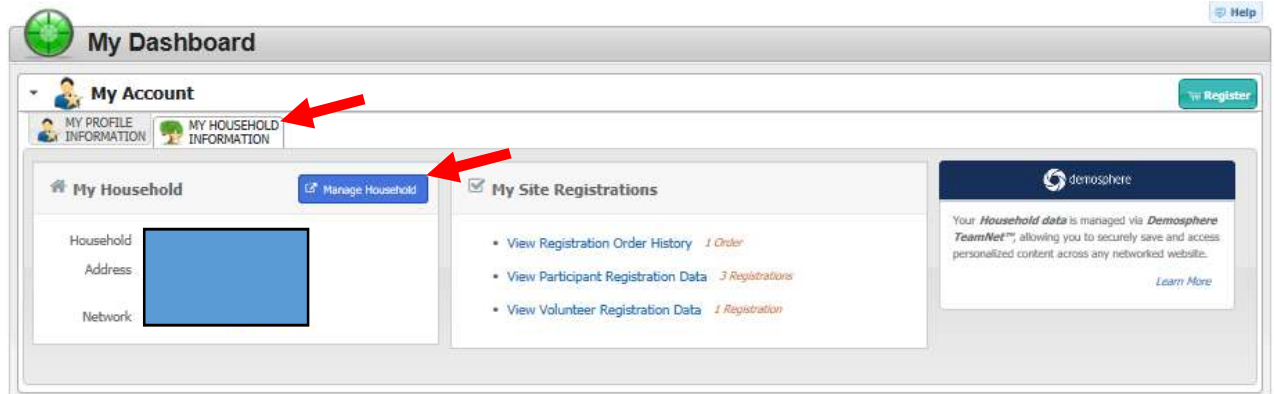 Help
My Dashboard
My Account
Register
MY PROFILE
INFORMATION
MY HOUSEHOLD
INFORMATION
My Household
Manage Household
Household
Address
Network
My Site Registrations
• View Registration Order History 1 Order
• View Participant Registration Data 3 Registrations
• View Volunteer Registration Data 1 Registration
demosphere
Your Household data is managed via Demosphere
TeamNet™, allowing you to securely save and access
personalized content across any networked website.
Learn More